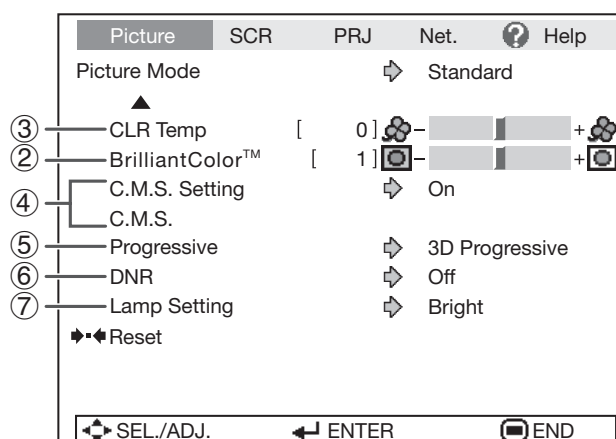 Picture SCR PRJ Net. ? Help
Picture Mode Standard
③ CLR Temp [ 0 ] – +
② BrilliantColor™ [ 1 ] – +
④ C.M.S. Setting On
C.M.S.
⑤ Progressive 3D Progressive
⑥ DNR Off
⑦ Lamp Setting Bright
Reset
SEL./ADJ. ENTER END